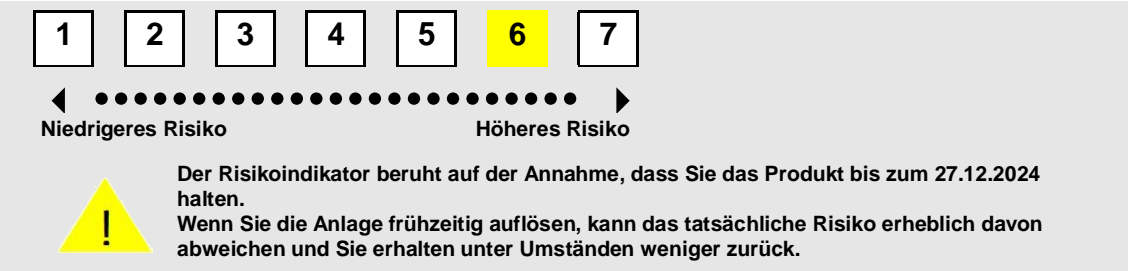 1 2 3 4 5 6 7
Niedrigeres Risiko Höheres Risiko
Der Risikoindikator beruht auf der Annahme, dass Sie das Produkt bis zum 27.12.2024
halten.
Wenn Sie die Anlage frühzeitig auflösen, kann das tatsächliche Risiko erheblich davon
abweichen und Sie erhalten unter Umständen weniger zurück.
!